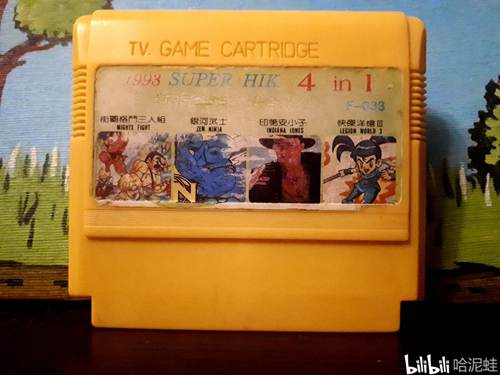 TV. GAME CARTRIDGE
1993 SUPER HIK 4 in 1
F-033
街霸格鬥三人組 銀河武士 印第安小子 快傻洋槍Ⅲ
MIGHTY FIGHT ZEN NINJA INDIANA JONES LEGION WORLD 3
N
bilibili 哈泥蛙